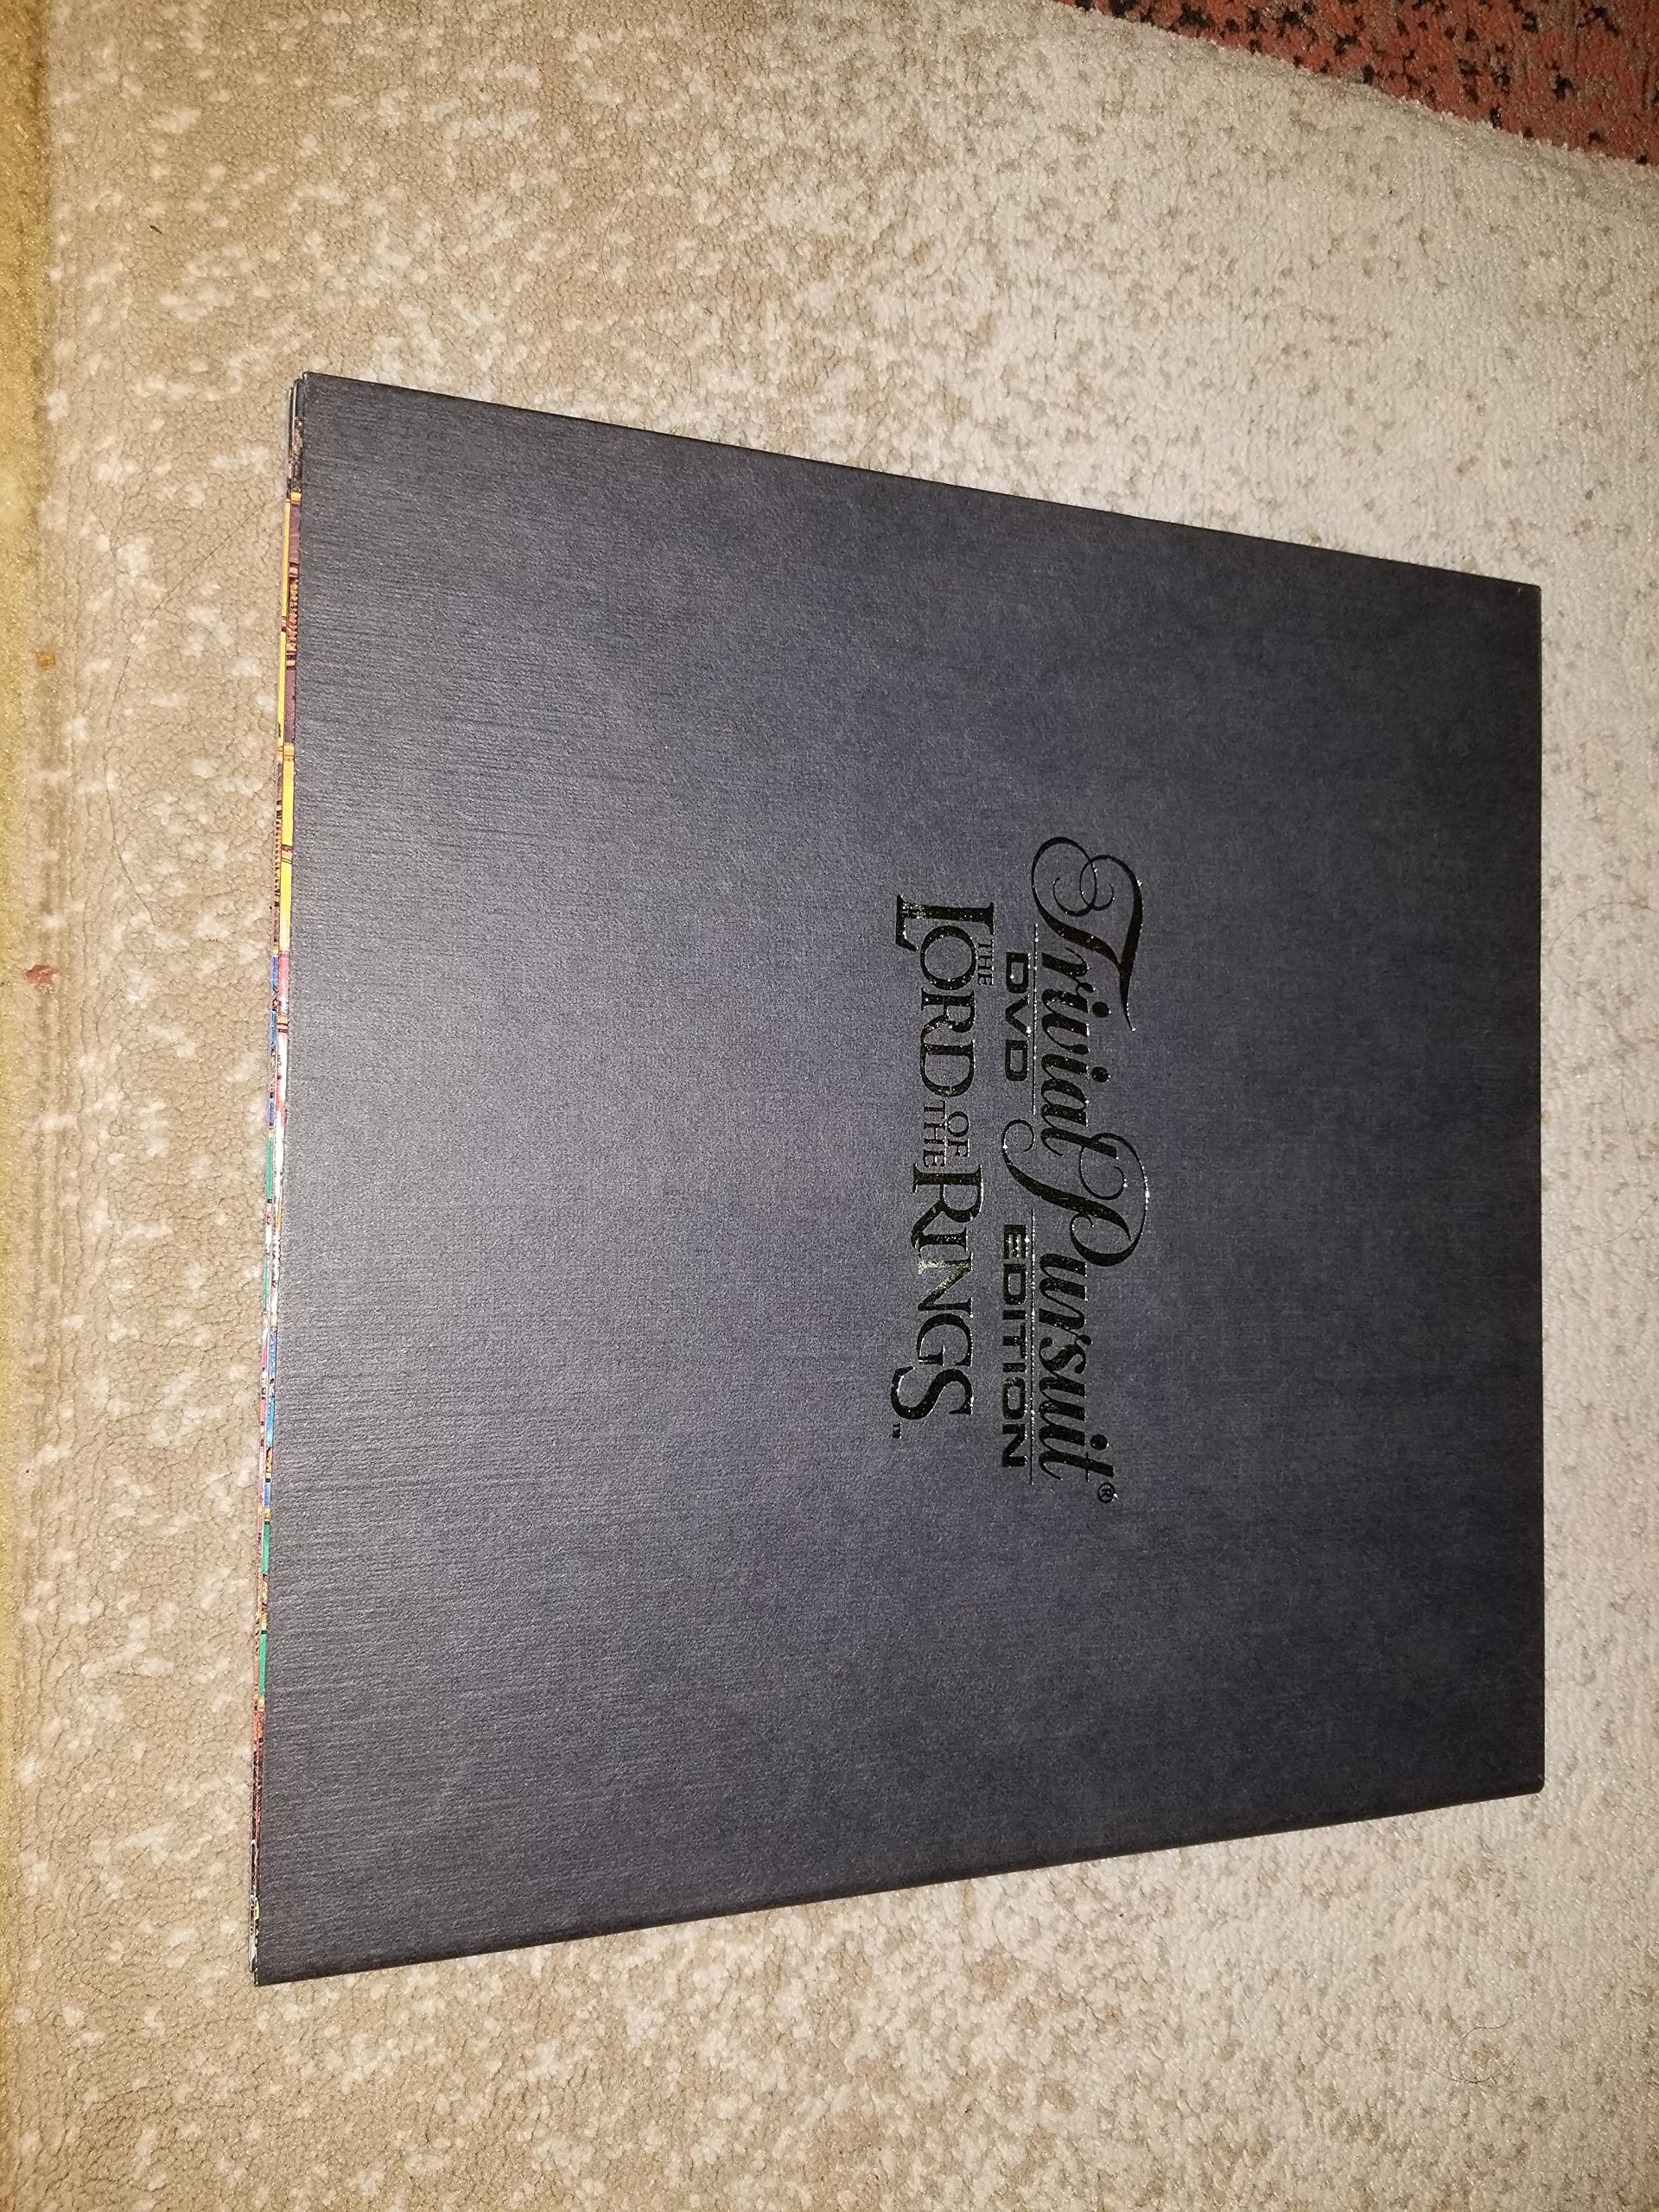 Trivial Pursuit®
DVD EDITION
THE LORD OF THE RINGS™